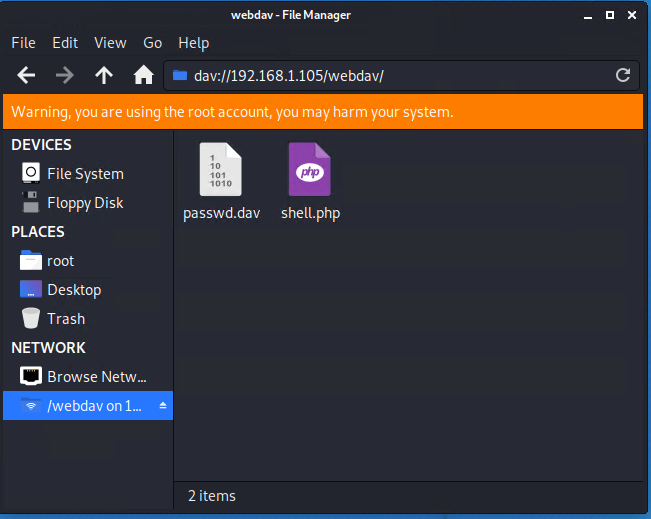 webdav - File Manager
File Edit View Go Help
dav://192.168.1.105/webdav/
Warning, you are using the root account, you may harm your system.
DEVICES
File System
Floppy Disk
PLACES
root
Desktop
Trash
NETWORK
Browse Netw...
/webdav on 1...
1
10
101
1010
php
passwd.dav shell.php
2 items